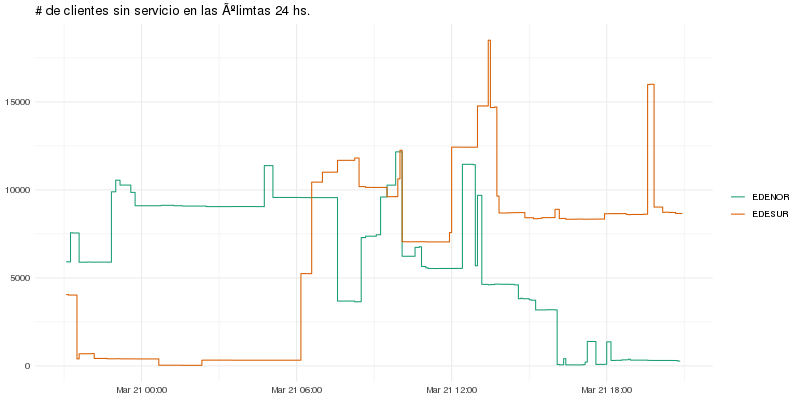 # de clientes sin servicio en las Ãºlimtas 24 hs.
15000
10000
5000
0
Mar 21 00:00
Mar 21 06:00
Mar 21 12:00
Mar 21 18:00
EDENOR
EDESUR